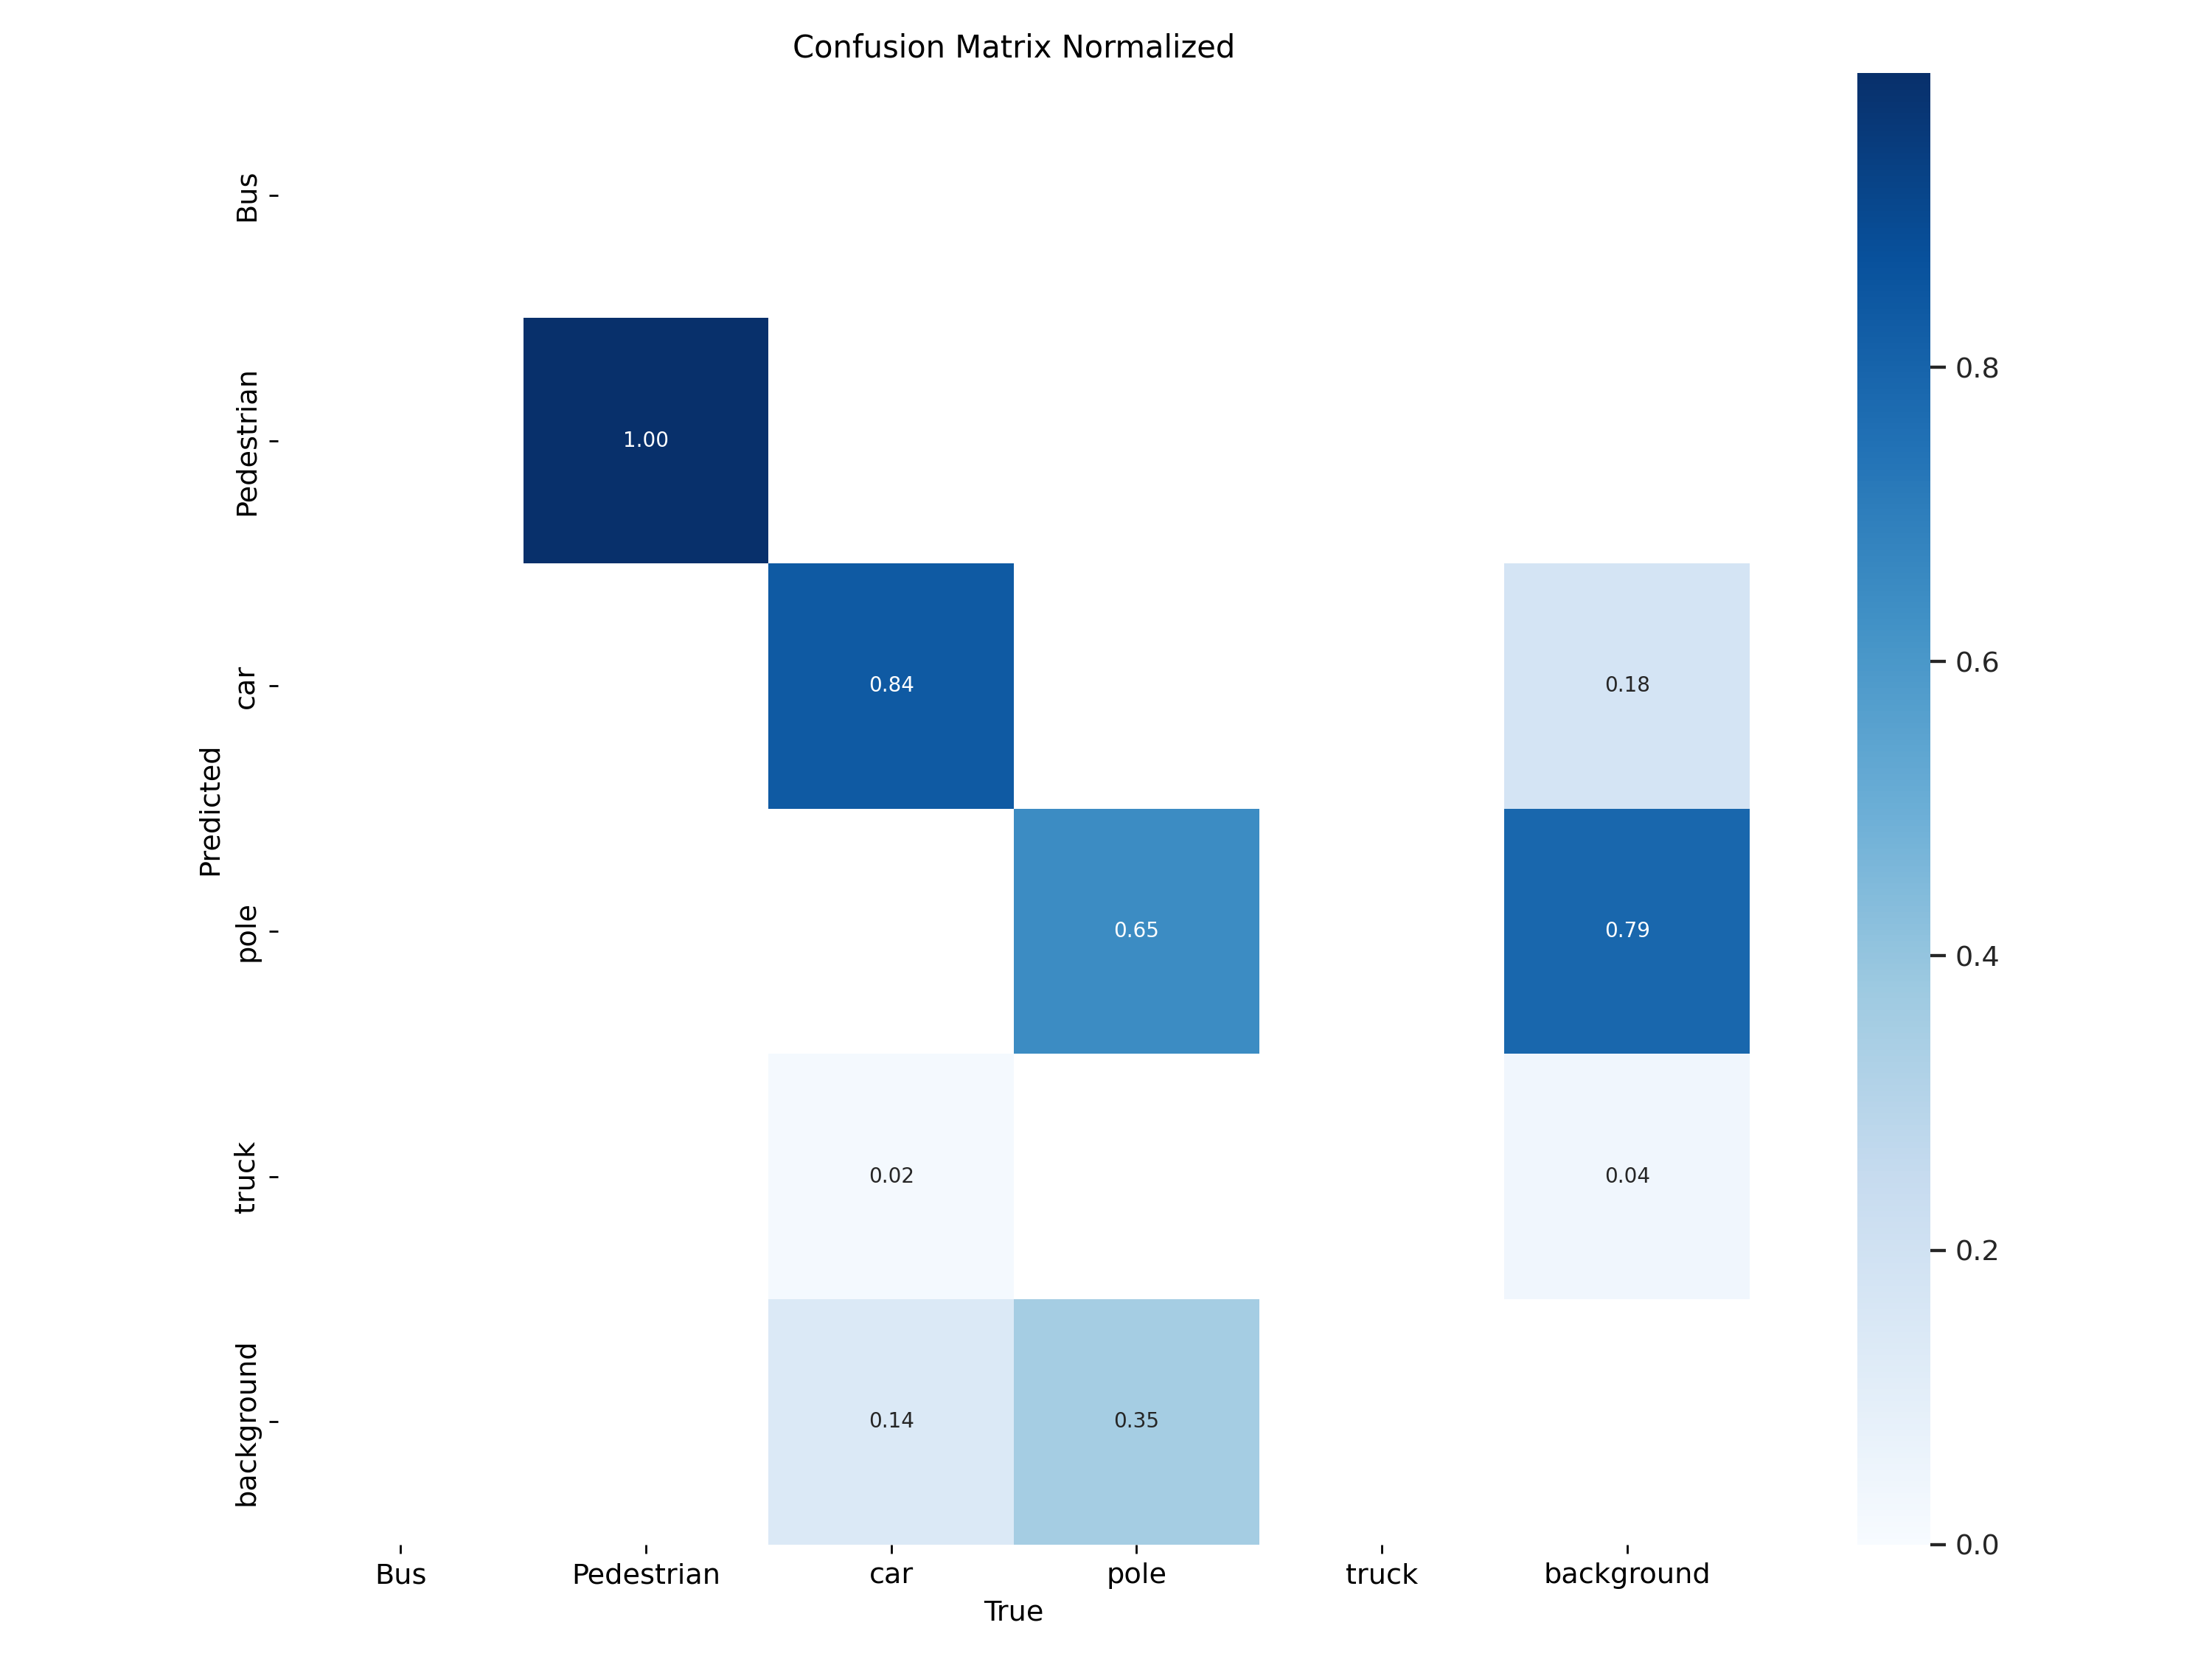 Confusion Matrix Normalized
Bus
Pedestrian
1.00
0.8
car
0.84
0.18
0.6
Predicted
pole
0.65
0.79
0.4
truck
0.02
0.04
0.2
background
0.14
0.35
0.0
Bus Pedestrian car pole truck background
True